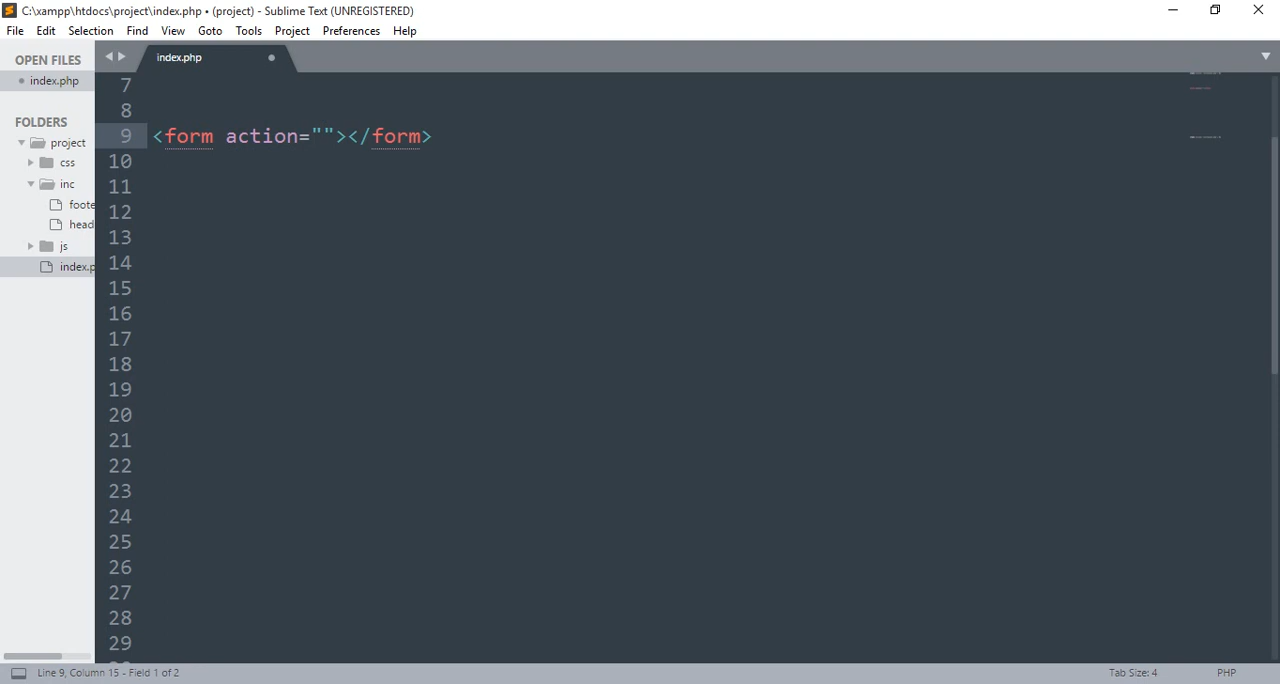 C:\xampp\htdocs\project\index.php • (project) - Sublime Text (UNREGISTERED)
File Edit Selection Find View Goto Tools Project Preferences Help
OPEN FILES
index.php
index.php
FOLDERS
project
css
inc
foote
head
js
index.p
7
8
9 <form action=""></form>
10
11
12
13
14
15
16
17
18
19
20
21
22
23
24
25
26
27
28
29
Line 9, Column 15 - Field 1 of 2
Tab Size: 4
PHP